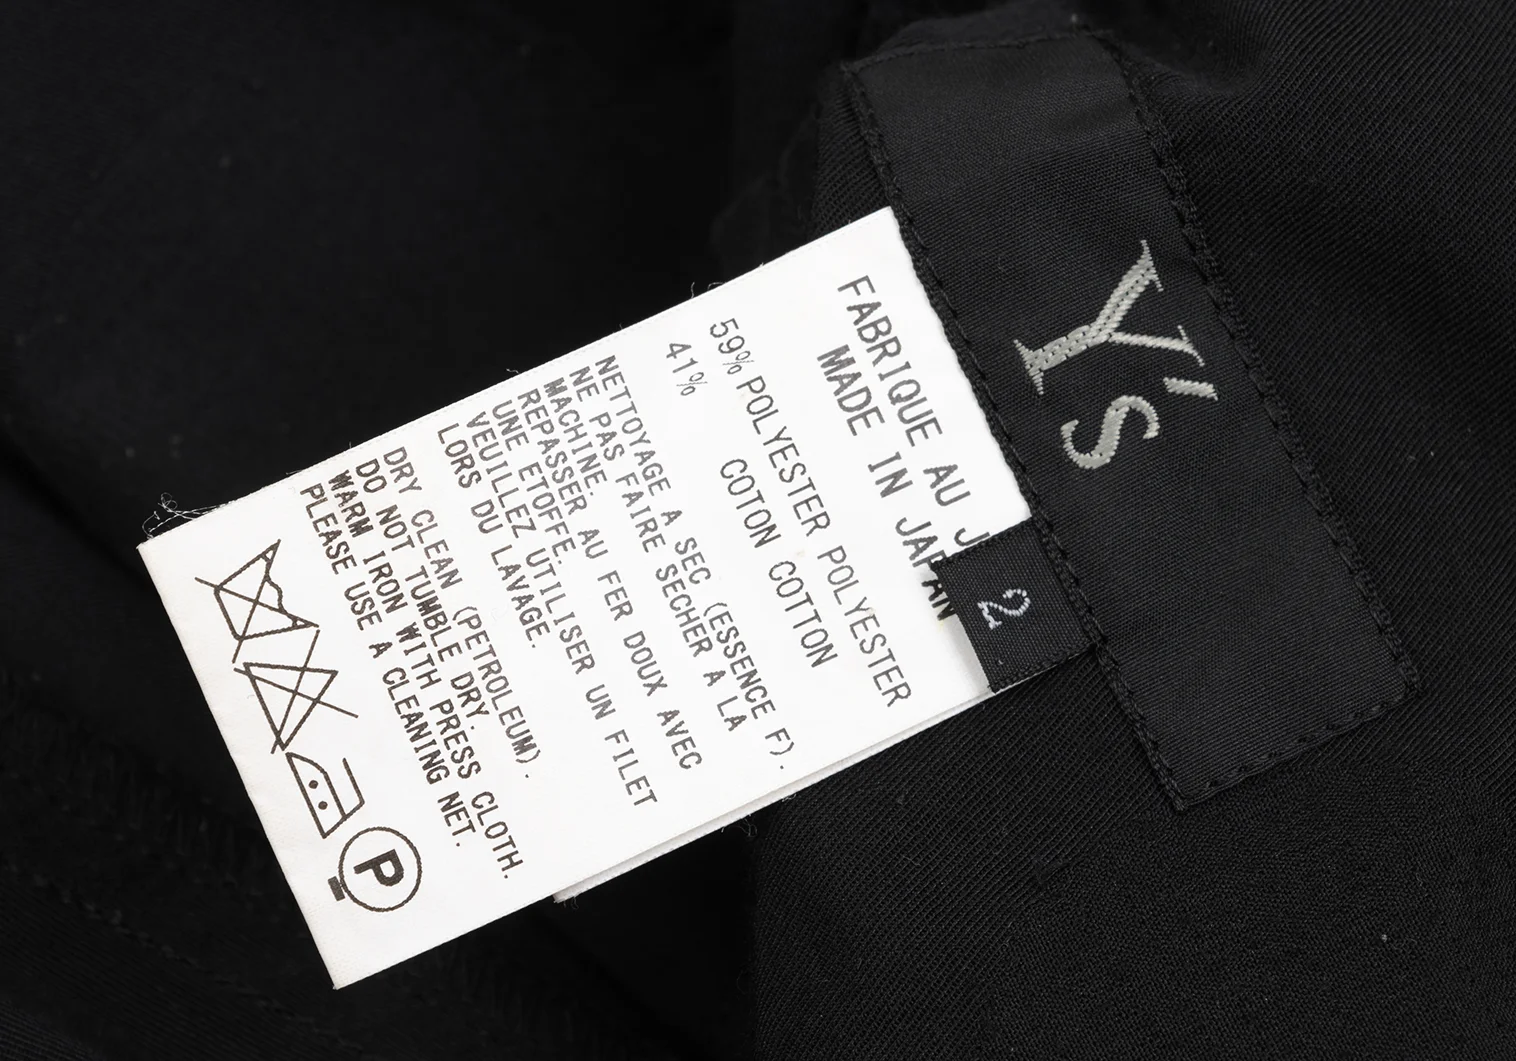 Y's
2
FABRIQUE AU J
MADE IN JAPAN
59% POLYESTER POLYESTER
41% COTON COTTON
NETTOYAGE A SEC (ESSENCE F).
NE PAS FAIRE SECHER A LA
MACHINE.
REPASSER AU FER DOUX AVEC
UNE ETOFFE.
VEUILLEZ UTILISER UN FILET
LORS DU LAVAGE.
DRY CLEAN (PETROLEUM).
DO NOT TUMBLE DRY.
WARM IRON WITH PRESS CLOTH.
PLEASE USE A CLEANING NET.
P